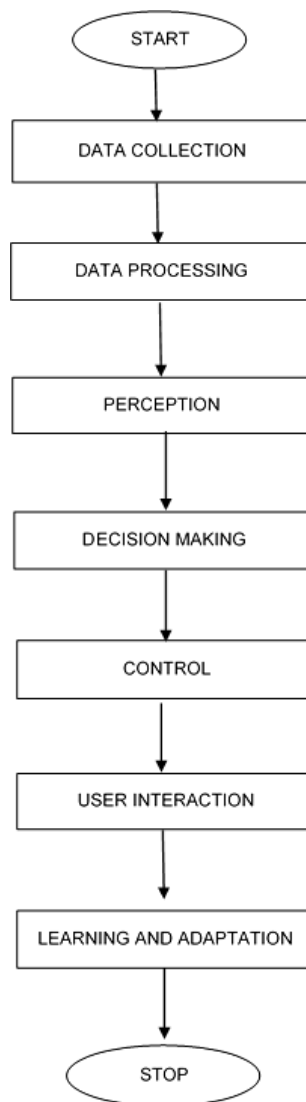 START
DATA COLLECTION
DATA PROCESSING
PERCEPTION
DECISION MAKING
CONTROL
USER INTERACTION
LEARNING AND ADAPTATION
STOP